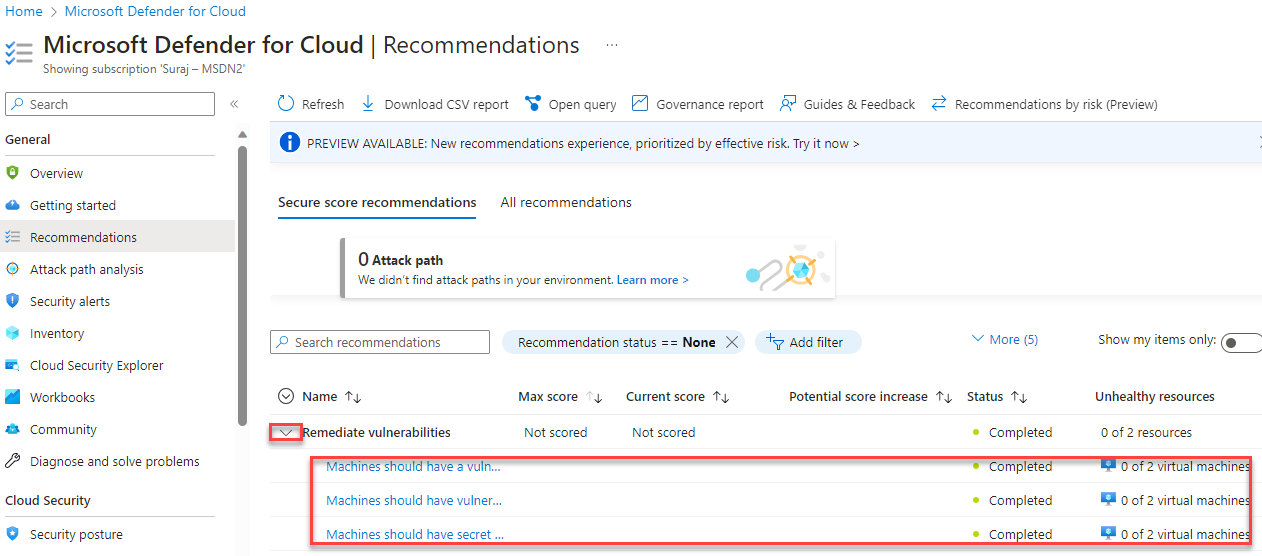 Home > Microsoft Defender for Cloud
Microsoft Defender for Cloud | Recommendations ...
Showing subscription 'Suraj – MSDN2'
Search «
Refresh Download CSV report Open query Governance report Guides & Feedback Recommendations by risk (Preview)
General
PREVIEW AVAILABLE: New recommendations experience, prioritized by effective risk. Try it now >
Overview
Getting started
Recommendations
Attack path analysis
Security alerts
Inventory
Cloud Security Explorer
Workbooks
Community
Diagnose and solve problems
Cloud Security
Security posture
Secure score recommendations All recommendations
0 Attack path
We didn't find attack paths in your environment. Learn more >
Search recommendations Recommendation status == None Add filter More (5) Show my items only:
Name Max score Current score Potential score increase Status Unhealthy resources
Remediate vulnerabilities Not scored Not scored Completed 0 of 2 resources
Machines should have a vuln... Completed 0 of 2 virtual machines
Machines should have vulner... Completed 0 of 2 virtual machines
Machines should have secret ... Completed 0 of 2 virtual machines